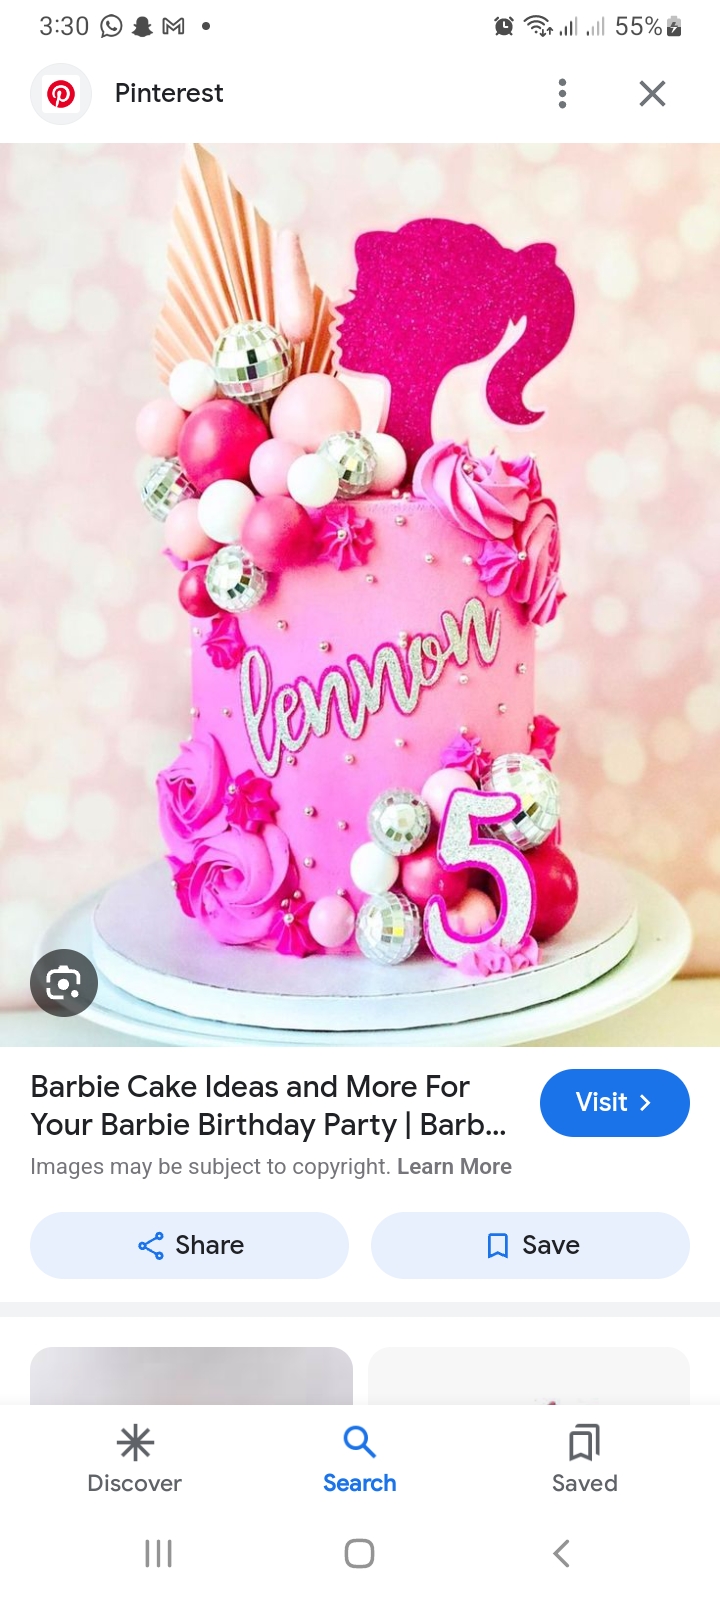 3:30
55%
Pinterest
lennon
5
Barbie Cake Ideas and More For
Your Barbie Birthday Party | Barb...
Visit
Images may be subject to copyright. Learn More
Share
Save
Discover
Search
Saved